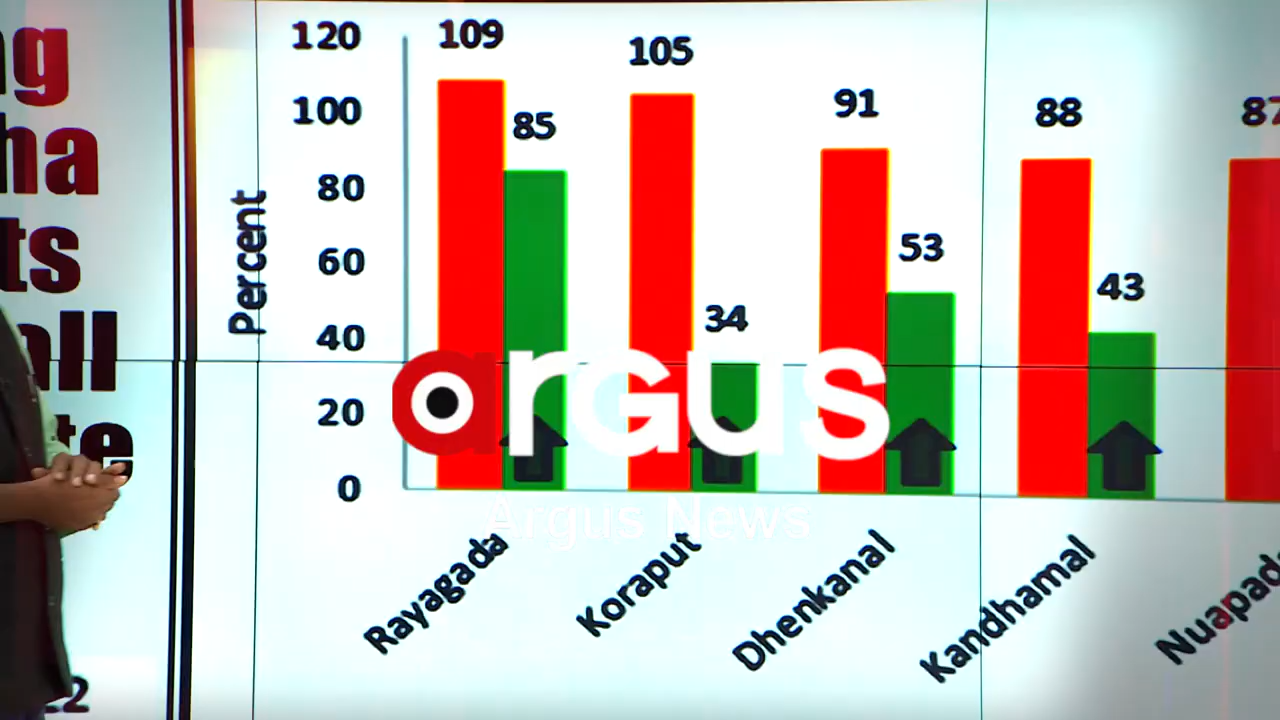 120
109
105
100
85
91
88
80
60
53
43
40
34
20
0
Percent
argus
Argus News
Rayagada
Koraput
Dhenkanal
Kandhamal